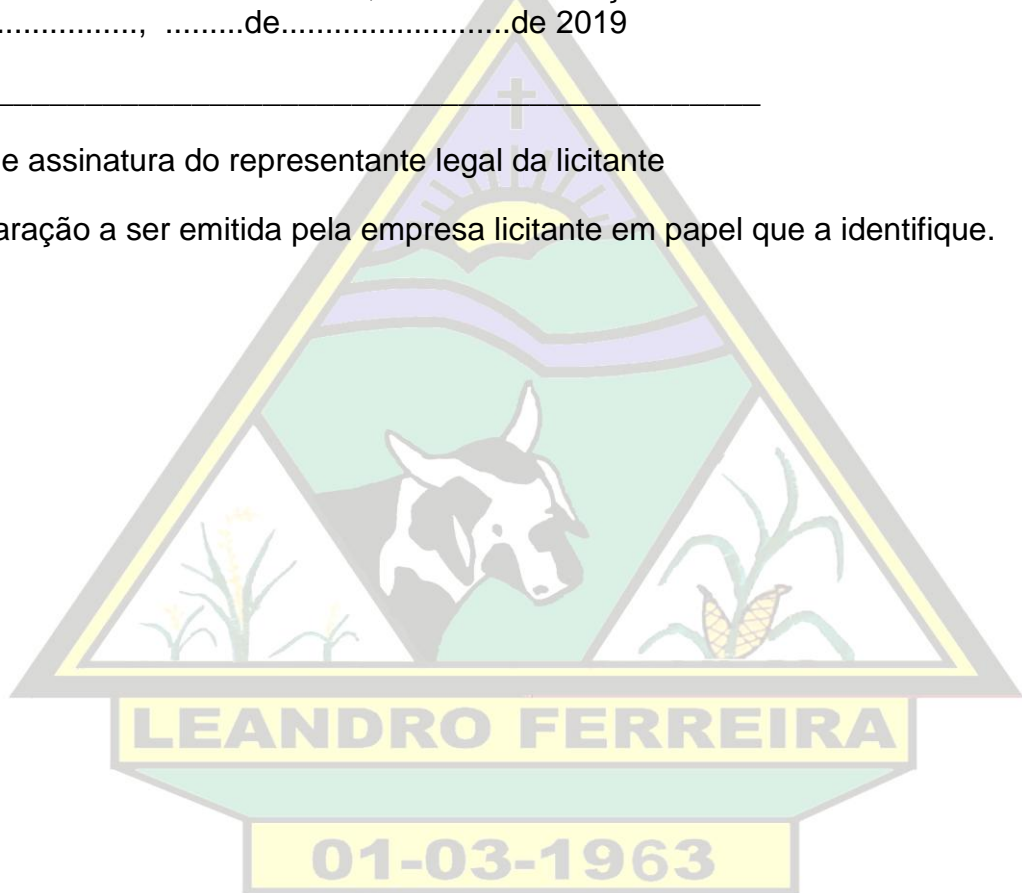 ................, .........de..........................de 2019
e assinatura do representante legal da licitante
aração a ser emitida pela empresa licitante em papel que a identifique.
LEANDRO FERREIRA
01-03-1963